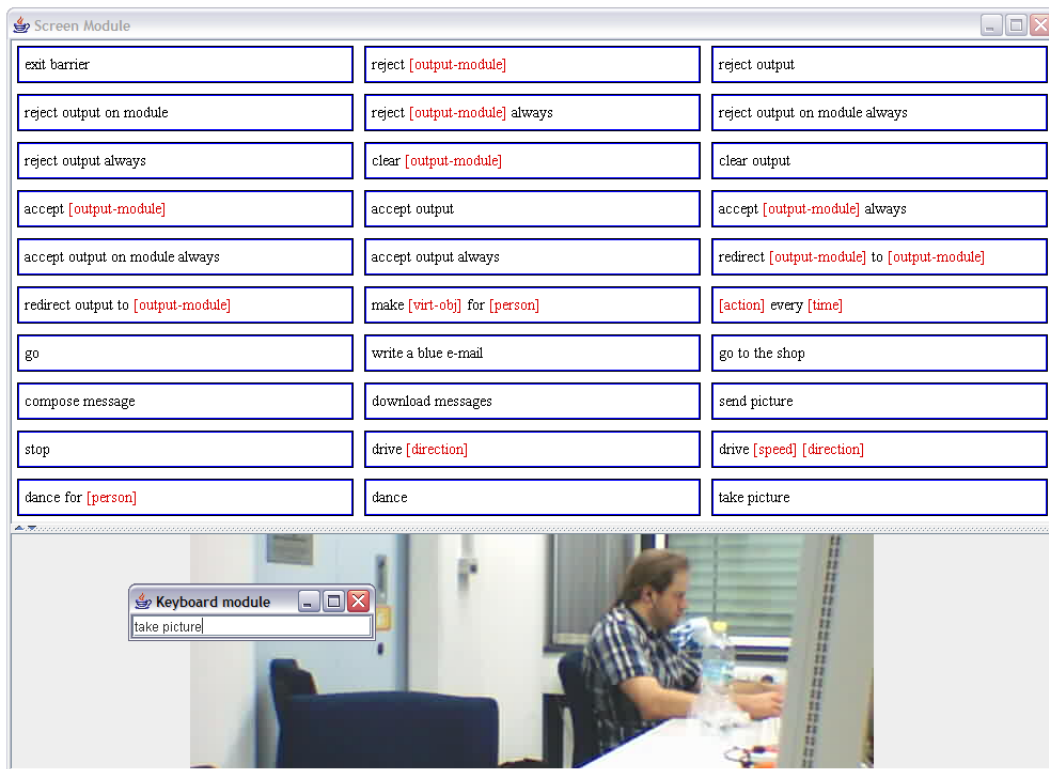 Screen Module
exit barrier
reject [output-module]
reject output
reject output on module
reject [output-module] always
reject output on module always
reject output always
clear [output-module]
clear output
accept [output-module]
accept output
accept [output-module] always
accept output on module always
accept output always
redirect [output-module] to [output-module]
redirect output to [output-module]
make [virt-obj] for [person]
[action] every [time]
go
write a blue e-mail
go to the shop
compose message
download messages
send picture
stop
drive [direction]
drive [speed] [direction]
dance for [person]
dance
take picture
Keyboard module
take picture